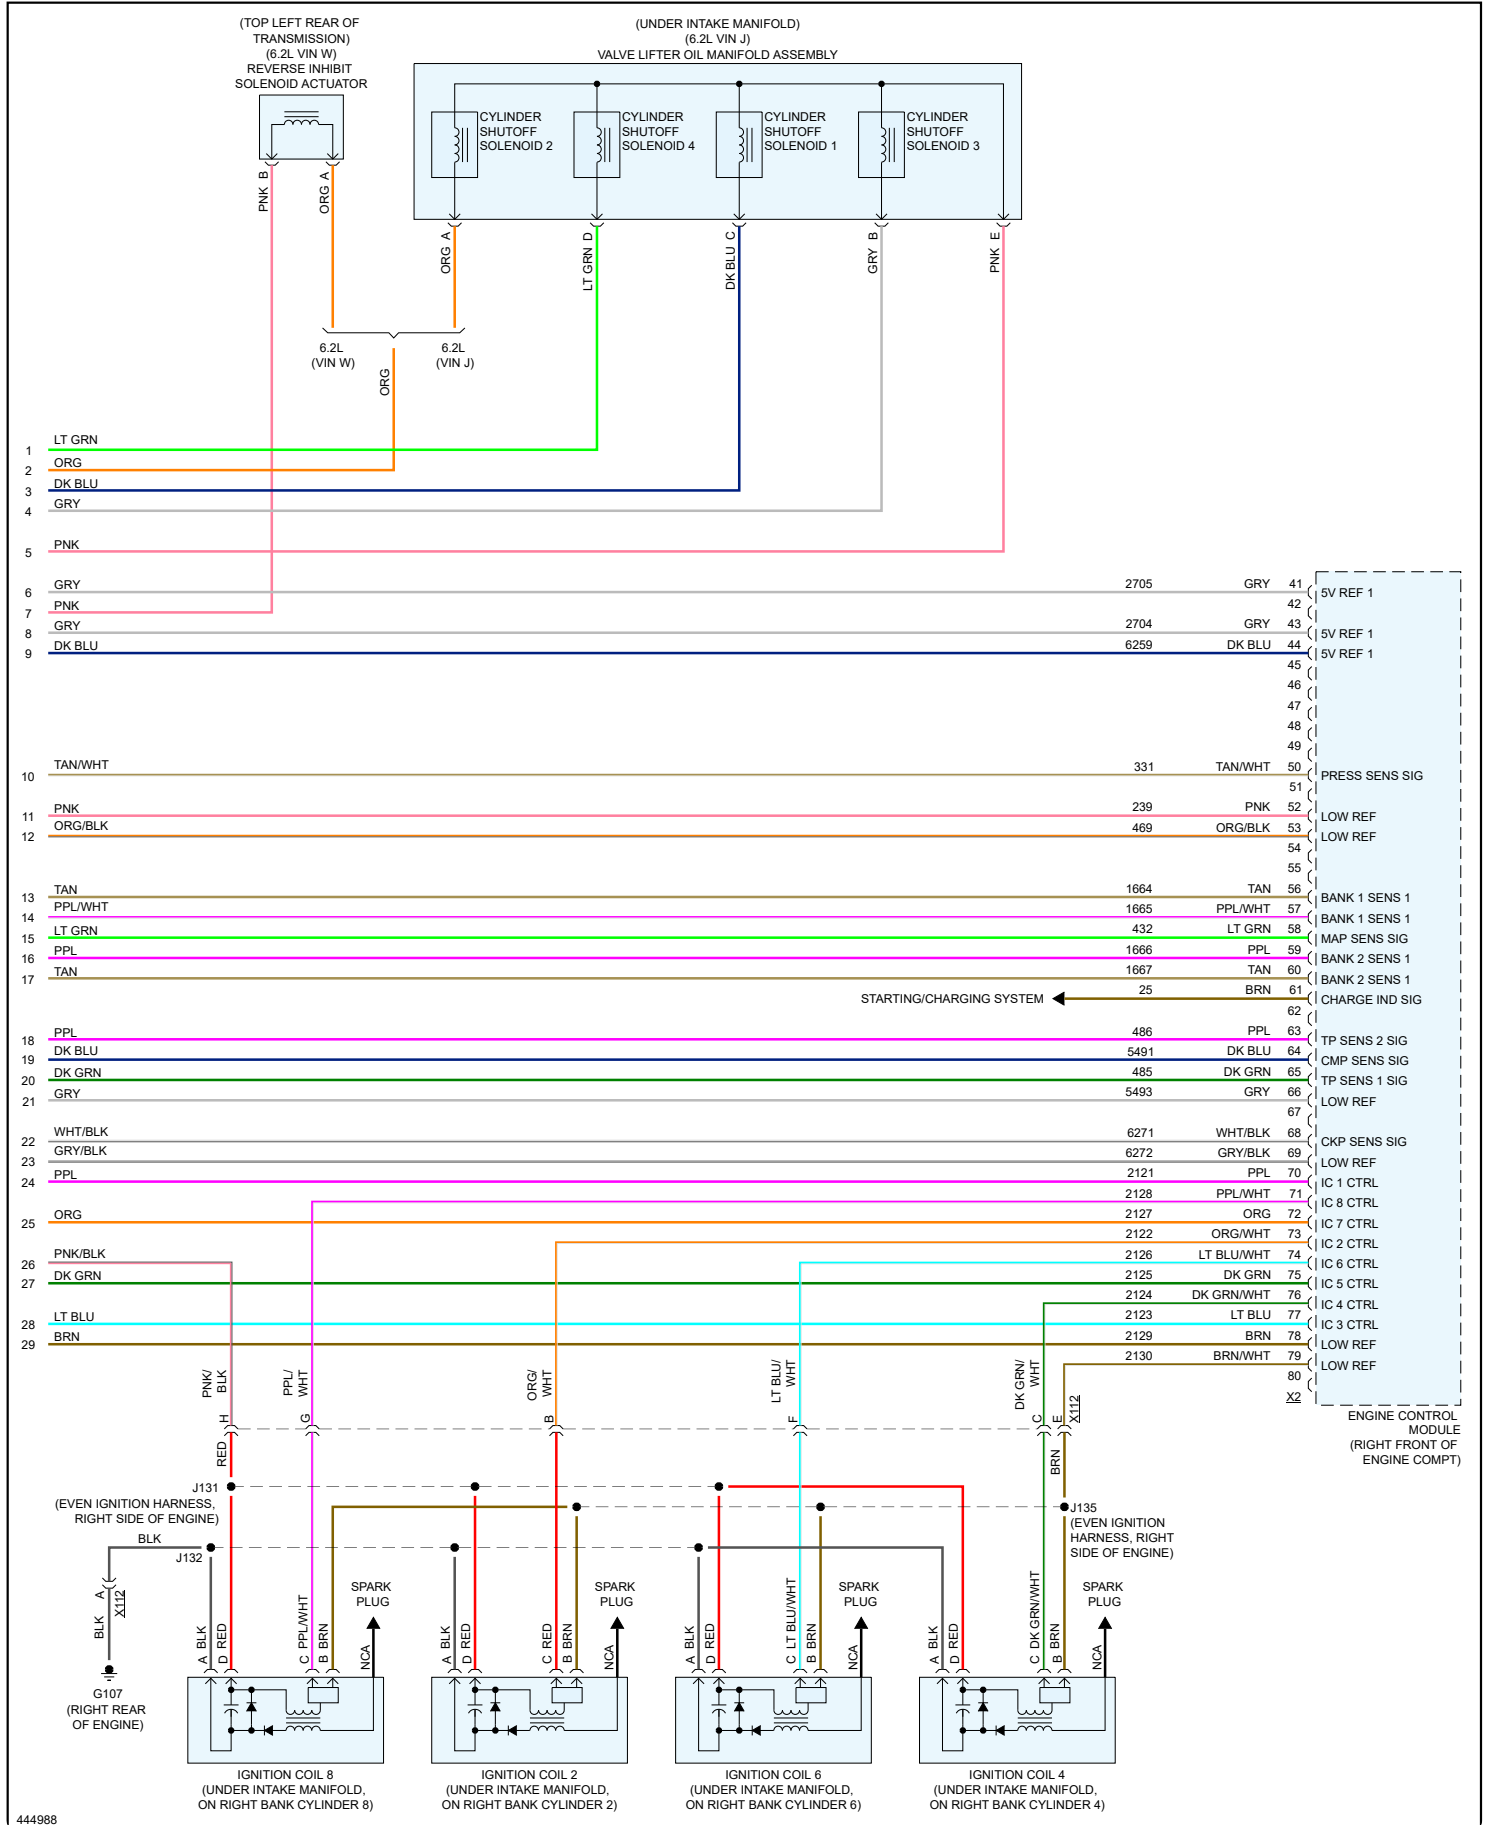 (TOP LEFT REAR OF
TRANSMISSION)
(6.2L VIN W)
REVERSE INHIBIT
SOLENOID ACTUATOR
(UNDER INTAKE MANIFOLD)
(6.2L VIN J)
VALVE LIFTER OIL MANIFOLD ASSEMBLY
CYLINDER
SHUTOFF
SOLENOID 2
CYLINDER
SHUTOFF
SOLENOID 4
CYLINDER
SHUTOFF
SOLENOID 1
CYLINDER
SHUTOFF
SOLENOID 3
PNK B
ORG A
ORG A
LT GRN D
DK BLU C
GRY B
PNK E
6.2L
(VIN W)
6.2L
(VIN J)
ORG
1 LT GRN
2 ORG
3 DK BLU
4 GRY
5 PNK
6 GRY 2705 GRY 41 5V REF 1
42
7 PNK
8 GRY 2704 GRY 43 5V REF 1
9 DK BLU 6259 DK BLU 44 5V REF 1
45
46
47
48
49
10 TAN/WHT 331 TAN/WHT 50 PRESS SENS SIG
51
11 PNK 239 PNK 52 LOW REF
12 ORG/BLK 469 ORG/BLK 53 LOW REF
54
55
13 TAN 1664 TAN 56 BANK 1 SENS 1
14 PPL/WHT 1665 PPL/WHT 57 BANK 1 SENS 1
15 LT GRN 432 LT GRN 58 MAP SENS SIG
16 PPL 1666 PPL 59 BANK 2 SENS 1
17 TAN 1667 TAN 60 BANK 2 SENS 1
STARTING/CHARGING SYSTEM 25 BRN 61 CHARGE IND SIG
62
18 PPL 486 PPL 63 TP SENS 2 SIG
19 DK BLU 5491 DK BLU 64 CMP SENS SIG
20 DK GRN 485 DK GRN 65 TP SENS 1 SIG
21 GRY 5493 GRY 66 LOW REF
67
22 WHT/BLK 6271 WHT/BLK 68 CKP SENS SIG
23 GRY/BLK 6272 GRY/BLK 69 LOW REF
24 PPL 2121 PPL 70 IC 1 CTRL
2128 PPL/WHT 71 IC 8 CTRL
25 ORG 2127 ORG 72 IC 7 CTRL
2122 ORG/WHT 73 IC 2 CTRL
26 PNK/BLK 2126 LT BLU/WHT 74 IC 6 CTRL
27 DK GRN 2125 DK GRN 75 IC 5 CTRL
2124 DK GRN/WHT 76 IC 4 CTRL
28 LT BLU 2123 LT BLU 77 IC 3 CTRL
29 BRN 2129 BRN 78 LOW REF
2130 BRN/WHT 79 LOW REF
80
X2
ENGINE CONTROL
MODULE
(RIGHT FRONT OF
ENGINE COMPT)
PNK/
BLK
PPL/
WHT
ORG/
WHT
LT BLU/
WHT
DK GRN/
WHT
H
G
B
F
C
E
X112
RED
BRN
J131
(EVEN IGNITION HARNESS,
RIGHT SIDE OF ENGINE)
J135
(EVEN IGNITION
HARNESS, RIGHT
SIDE OF ENGINE)
BLK
J132
A
X112
BLK
G107
(RIGHT REAR
OF ENGINE)
SPARK
PLUG
SPARK
PLUG
SPARK
PLUG
SPARK
PLUG
A BLK
D RED
C PPL/WHT
B BRN
NCA
A BLK
D RED
C RED
B BRN
NCA
A BLK
D RED
C LT BLU/WHT
B BRN
NCA
A BLK
D RED
C DK GRN/WHT
B BRN
NCA
IGNITION COIL 8
(UNDER INTAKE MANIFOLD,
ON RIGHT BANK CYLINDER 8)
IGNITION COIL 2
(UNDER INTAKE MANIFOLD,
ON RIGHT BANK CYLINDER 2)
IGNITION COIL 6
(UNDER INTAKE MANIFOLD,
ON RIGHT BANK CYLINDER 6)
IGNITION COIL 4
(UNDER INTAKE MANIFOLD,
ON RIGHT BANK CYLINDER 4)
444988